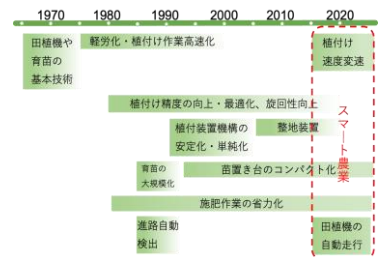 1970 1980 1990 2000 2010 2020
田植機や
育苗の
基本技術
軽労化・植付け作業高速化
植付け
速度変速
植付け精度の向上・最適化、旋回性向上
植付装置機構の
安定化・単純化
整地装置
スマート農業
育苗の
大規模化
苗置き台のコンパクト化
施肥作業の省力化
進路自動
検出
田植機の
自動走行